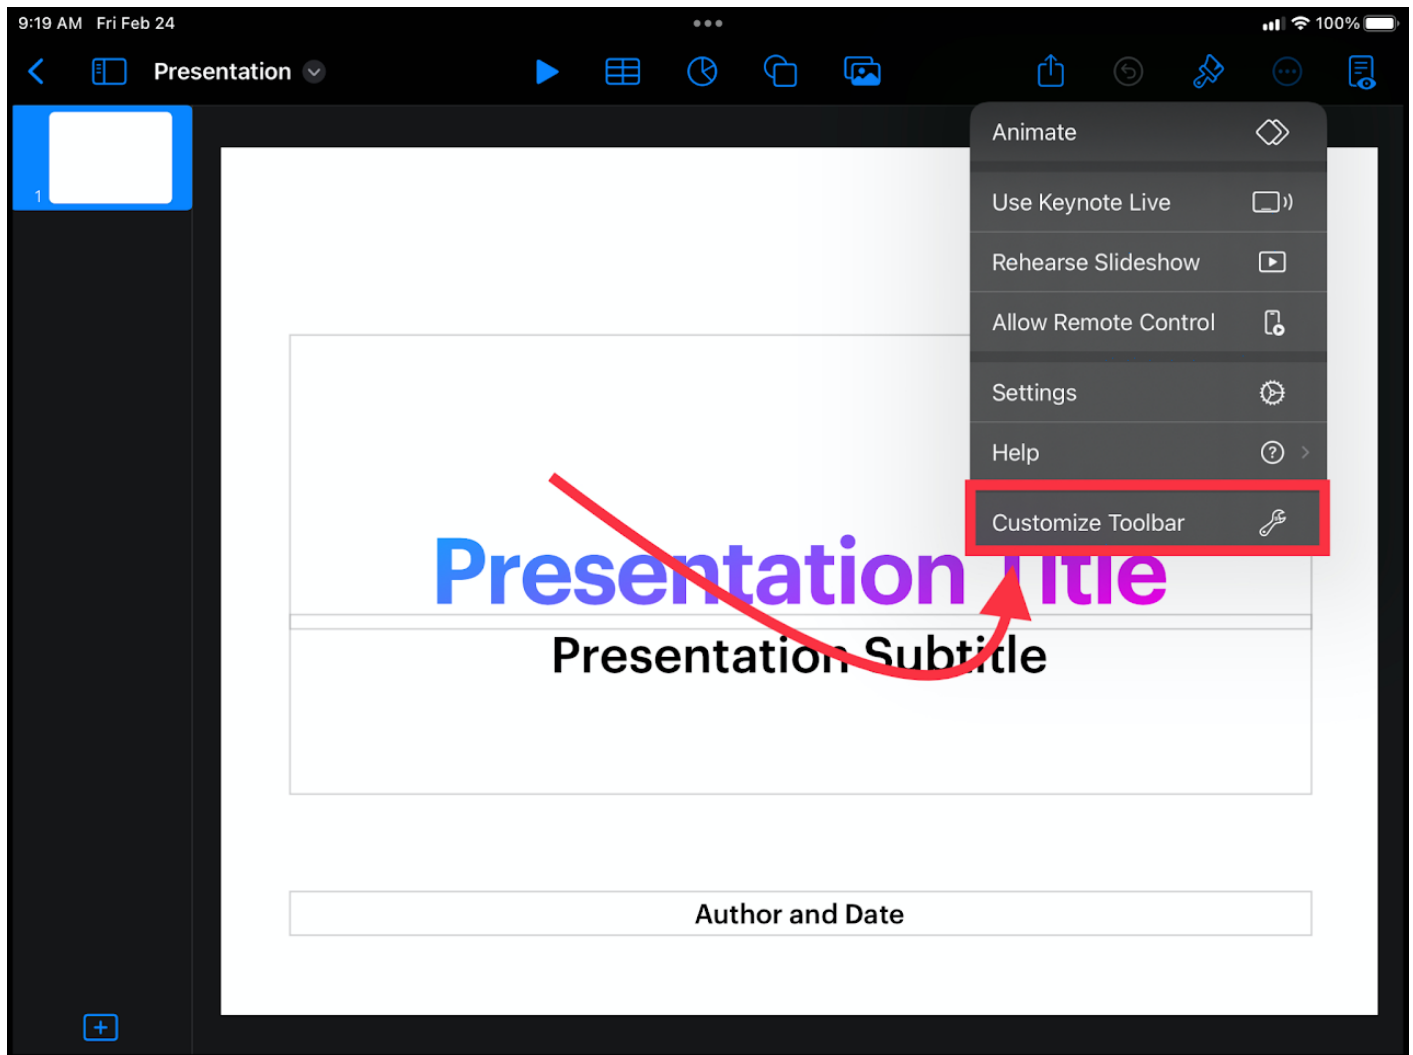 9:19 AM Fri Feb 24
100%
Presentation
1
Animate
Use Keynote Live
Rehearse Slideshow
Allow Remote Control
Settings
Help
Customize Toolbar
Presentation Title
Presentation Subtitle
Author and Date